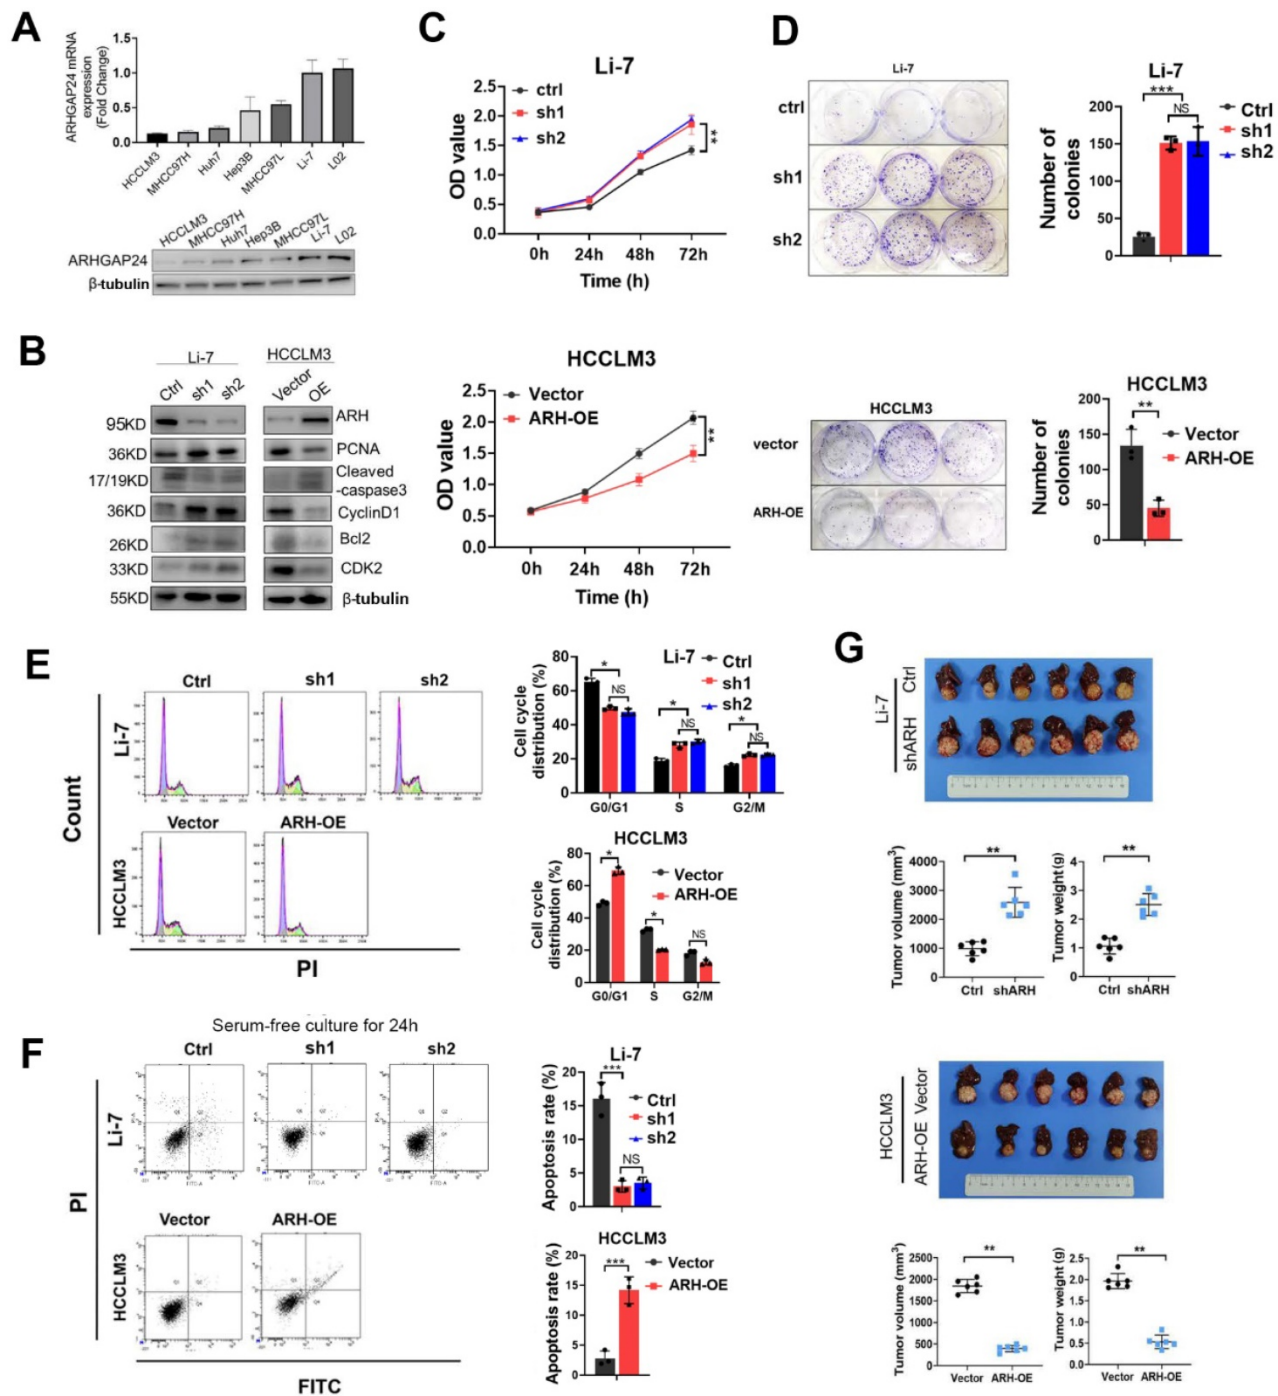 A
ARHGAP24 mRNA
expression
(Fold Change)
1.5
1.0
0.5
0.0
HCCLM3
MHCC97H
Huh7
Hep3B
MHCC97L
Li-7
L02
HCCLM3
MHCC97H
Huh7
Hep3B
MHCC97L
Li-7
L02
ARHGAP24
β-tubulin
B
Li-7
HCCLM3
Ctrl
sh1
sh2
Vector
OE
95KD
ARH
36KD
PCNA
17/19KD
Cleaved
-caspase3
36KD
CyclinD1
26KD
Bcl2
33KD
CDK2
55KD
β-tubulin
C
Li-7
OD value
2.5
2.0
1.5
1.0
0.5
0.0
ctrl
sh1
sh2
**
0h 24h 48h 72h
Time (h)
HCCLM3
OD value
2.5
2.0
1.5
1.0
0.5
0.0
Vector
ARH-OE
**
0h 24h 48h 72h
Time (h)
D
Li-7
ctrl
sh1
sh2
Li-7
Number of
colonies
200
150
100
50
0
***
NS
Ctrl
sh1
sh2
HCCLM3
vector
ARH-OE
HCCLM3
Number of
colonies
200
150
100
50
0
**
Vector
ARH-OE
E
Count
Li-7
Ctrl sh1 sh2
HCCLM3
Vector ARH-OE
PI
Li-7
Cell cycle
distribution (%)
80
60
40
20
0
*
NS
*
NS
*
NS
Ctrl
sh1
sh2
G0/G1 S G2/M
HCCLM3
Cell cycle
distribution (%)
80
60
40
20
0
*
*
NS
Vector
ARH-OE
G0/G1 S G2/M
F
Serum-free culture for 24h
PI
Li-7
Ctrl sh1 sh2
FITC-A
FITC-A
FITC-A
HCCLM3
Vector ARH-OE
FITC
Li-7
Apoptosis rate (%)
20
15
10
5
0
***
NS
Ctrl
sh1
sh2
HCCLM3
Apoptosis rate (%)
20
15
10
5
0
***
Vector
ARH-OE
G
Li-7
Ctrl
shARH
Tumor volume (mm³)
4000
3000
2000
1000
0
**
Ctrl shARH
Tumor weight(g)
4
3
2
1
0
**
Ctrl shARH
HCCLM3
Vector
ARH-OE
Tumor volume (mm³)
2500
2000
1500
1000
500
0
**
Vector ARH-OE
Tumor weight (g)
2.5
2.0
1.5
1.0
0.5
0.0
**
Vector ARH-OE